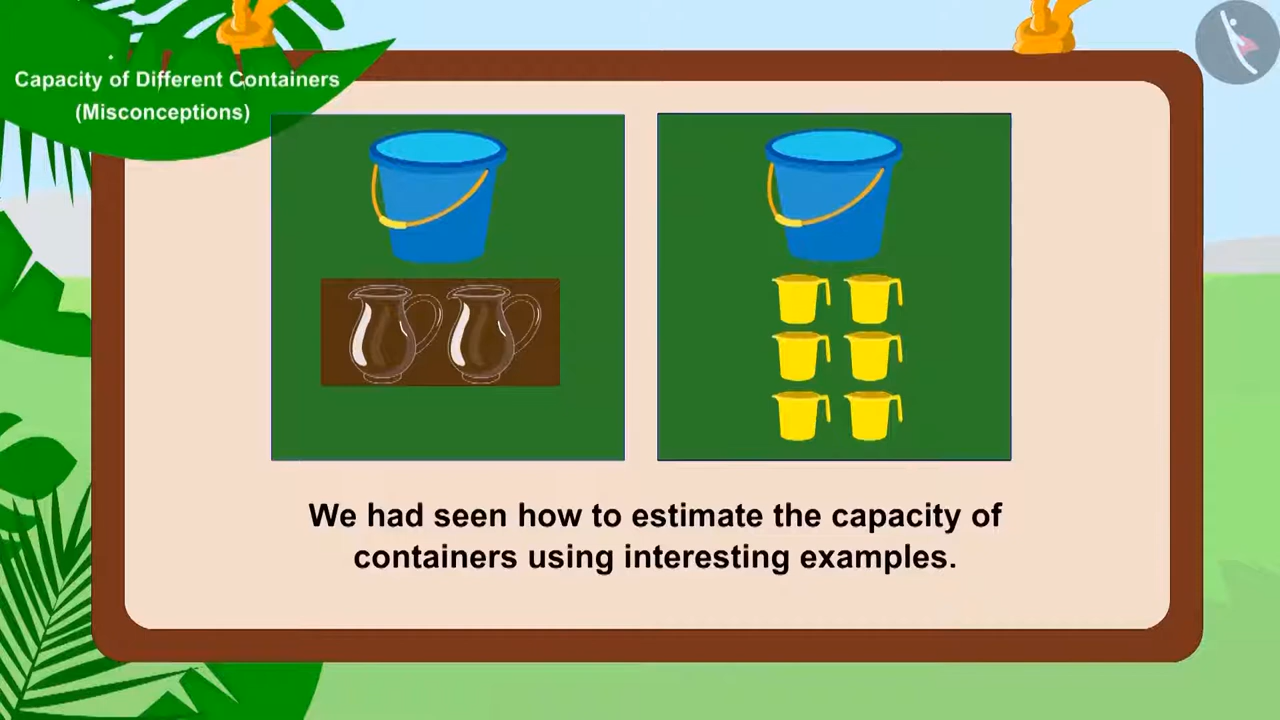 Capacity of Different Containers
(Misconceptions)
We had seen how to estimate the capacity of
containers using interesting examples.